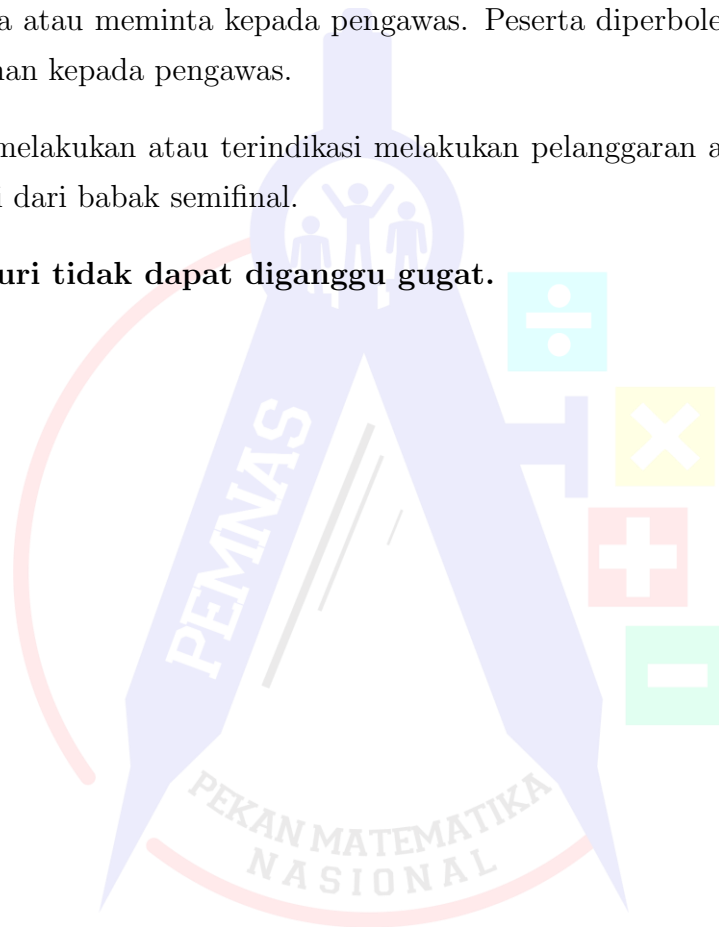 a atau meminta kepada pengawas. Peserta diperbole
nan kepada pengawas.
melakukan atau terindikasi melakukan pelanggaran a
i dari babak semifinal.
uri tidak dapat diganggu gugat.
PEMNAS
PEKAN MATEMATIKA
NASIONAL